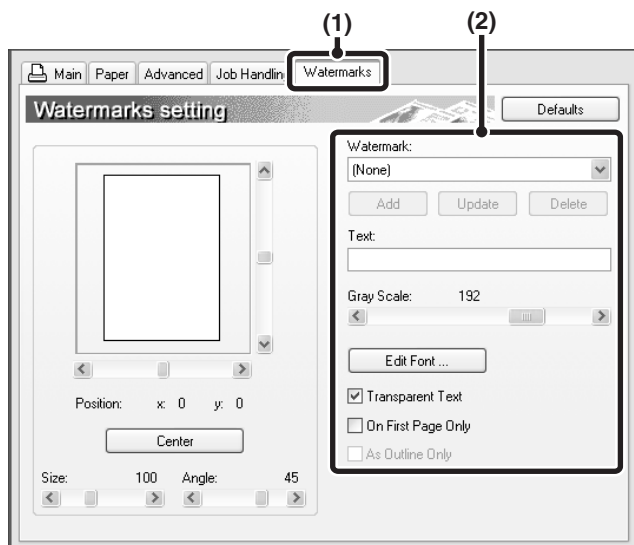 (1)
(2)
Main Paper Advanced Job Handlin Watermarks
Watermarks setting
Defaults
Watermark:
(None)
Add Update Delete
Text:
Gray Scale: 192
Edit Font ...
Transparent Text
On First Page Only
As Outline Only
Position: x: 0 y: 0
Center
Size: 100 Angle: 45